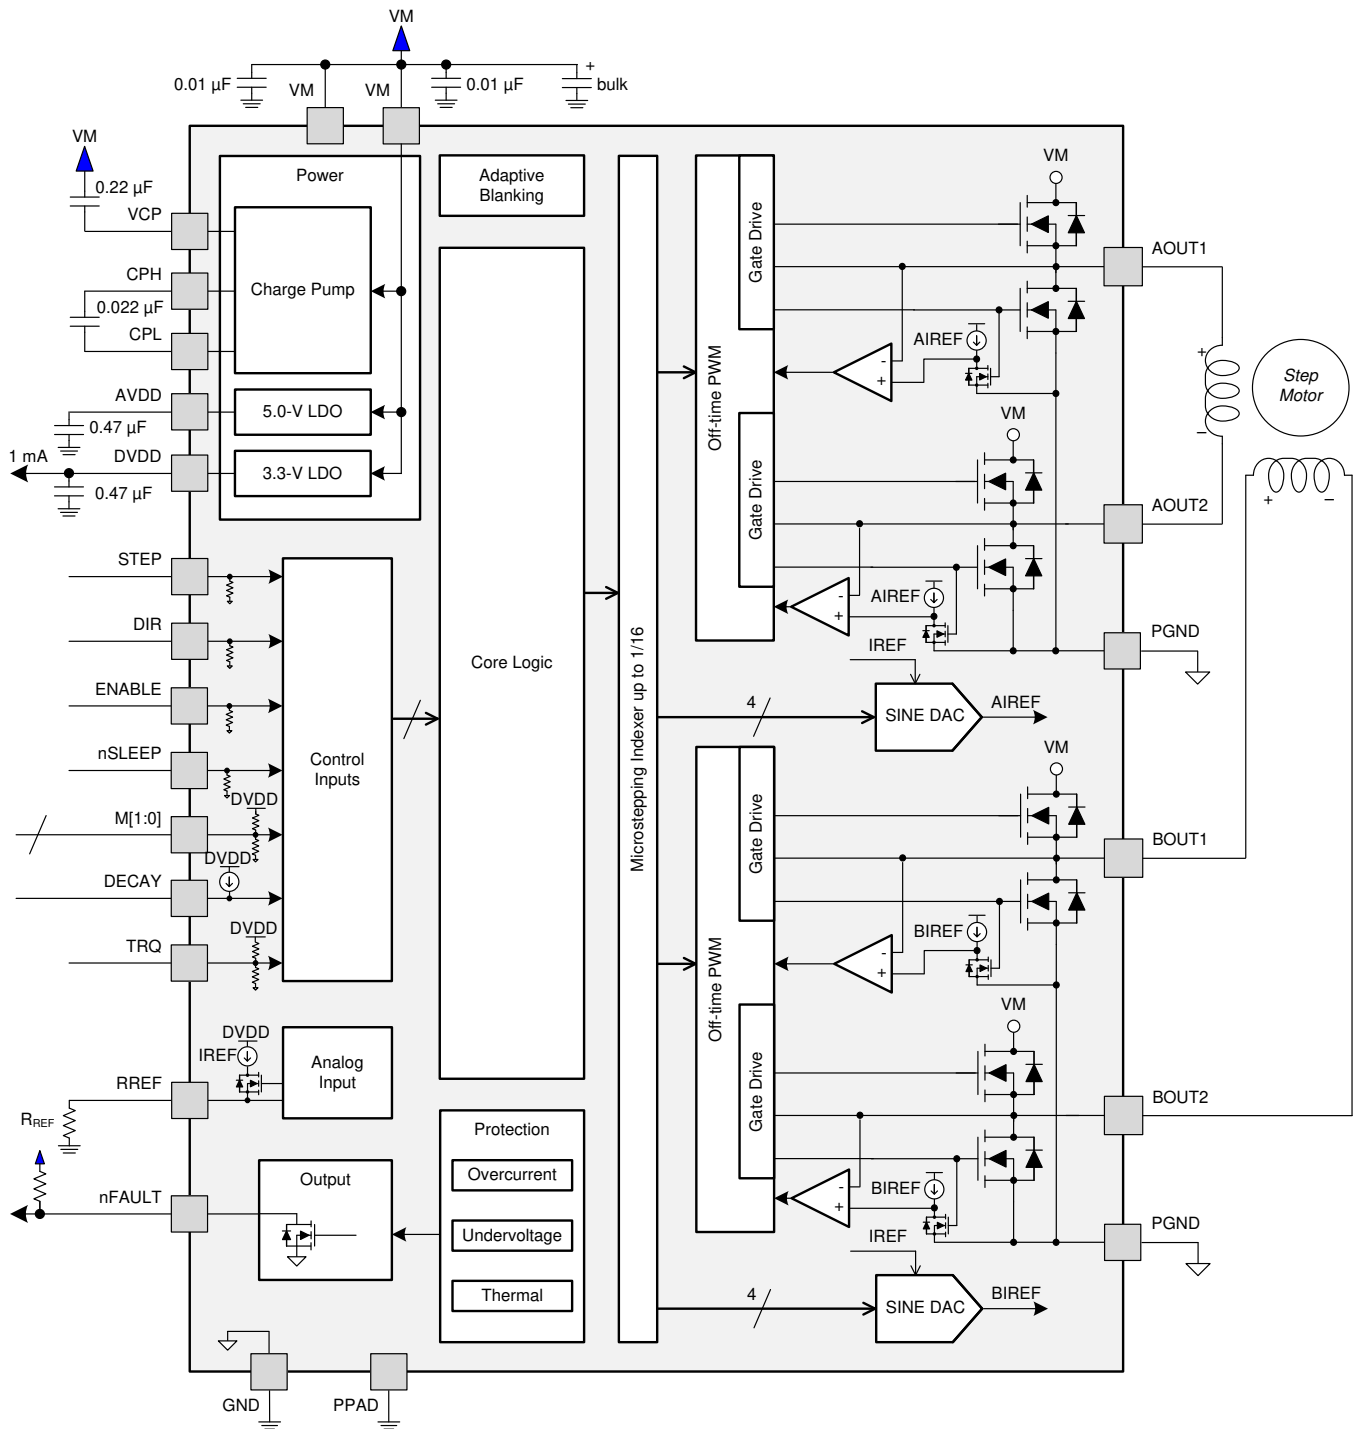 VM
0.01 µF
VM
VM
0.01 µF
+
bulk
VM
0.22 µF
VCP
CPH
0.022 µF
CPL
AVDD
0.47 µF
1 mA
DVDD
0.47 µF
Power
Charge Pump
5.0-V LDO
3.3-V LDO
Adaptive
Blanking
Core Logic
STEP
DIR
ENABLE
nSLEEP
DVDD
M[1:0]
DVDD
DECAY
DVDD
TRQ
Control
Inputs
DVDD
IREF
RREF
RREF
Analog
Input
nFAULT
Output
Protection
Overcurrent
Undervoltage
Thermal
GND
PPAD
Microstepping Indexer up to 1/16
Off-time PWM
Gate Drive
Gate Drive
VM
AOUT1
AIREF
-
+
VM
AOUT2
AIREF
-
+
PGND
IREF
4
SINE DAC
AIREF
+
–
Step
Motor
+
–
Off-time PWM
Gate Drive
Gate Drive
VM
BOUT1
BIREF
-
+
VM
BOUT2
BIREF
-
+
PGND
IREF
4
SINE DAC
BIREF